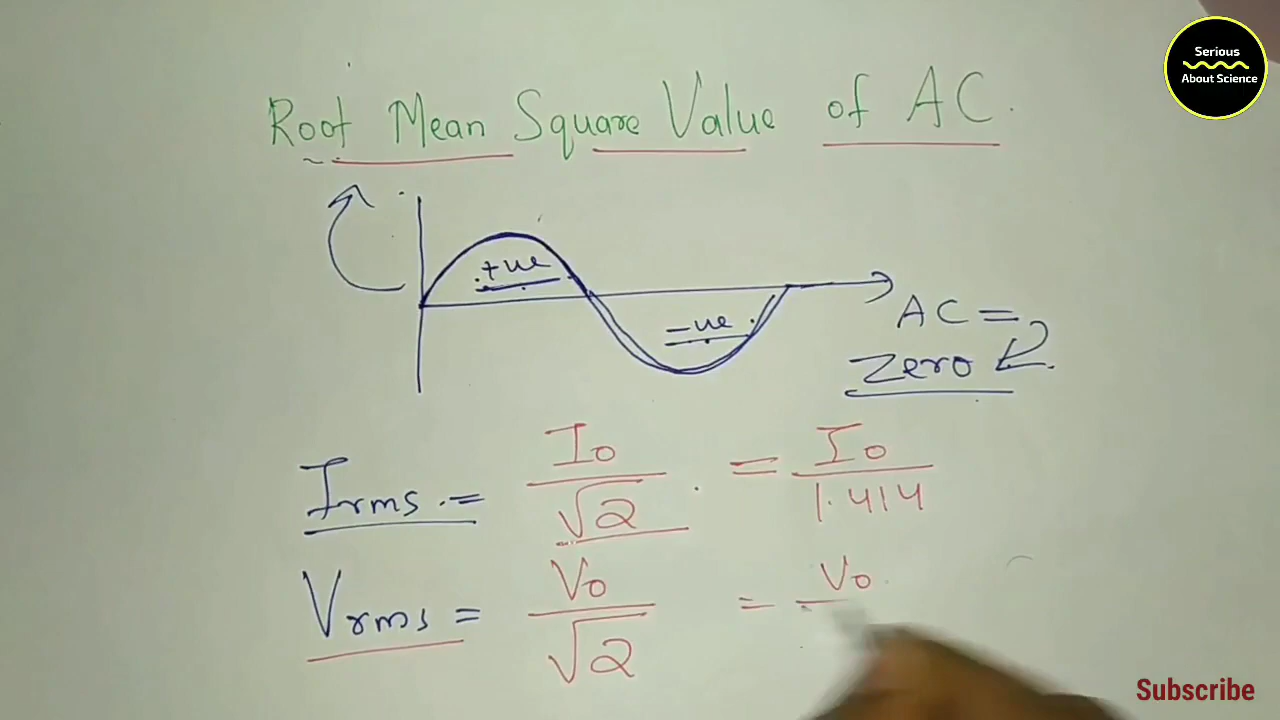 Serious
About Science
Root Mean Square Value of AC.
+ve
-ve
AC =
Zero
Irms = I₀/√2 = I₀/1.414
Vrms = V₀/√2 = V₀
Subscribe